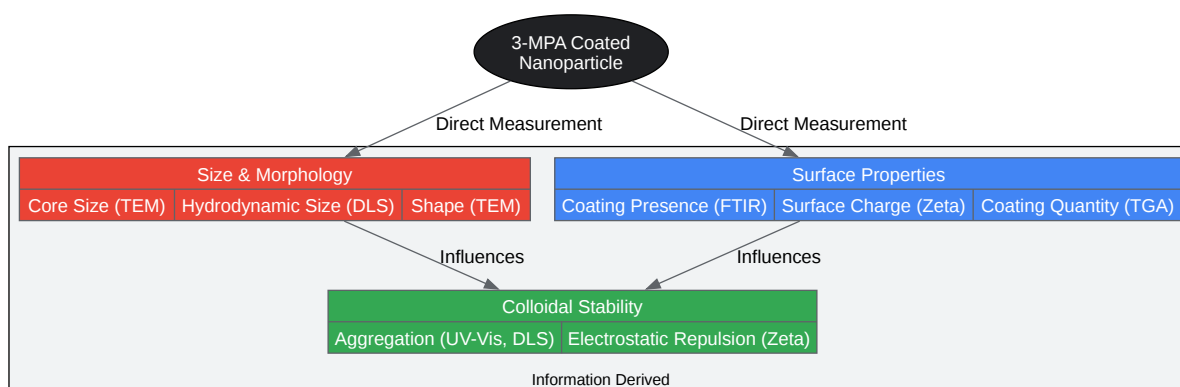 3-MPA Coated
Nanoparticle
Direct Measurement
Direct Measurement
Size & Morphology
Core Size (TEM)
Hydrodynamic Size (DLS)
Shape (TEM)
Surface Properties
Coating Presence (FTIR)
Surface Charge (Zeta)
Coating Quantity (TGA)
Influences
Influences
Colloidal Stability
Aggregation (UV-Vis, DLS)
Electrostatic Repulsion (Zeta)
Information Derived